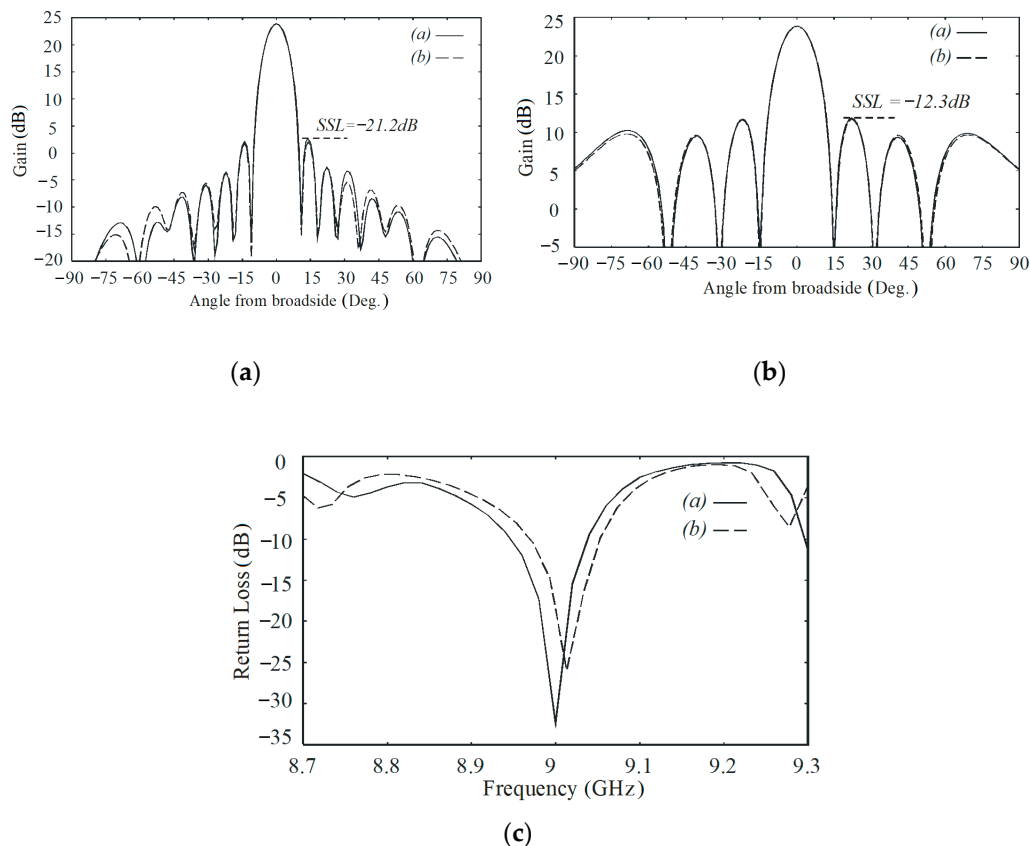 25
20
15
10
5
0
−5
−10
−15
−20
Gain (dB)
(a)
(b)
SSL=−21.2dB
−90 −75 −60 −45 −30 −15 0 15 30 45 60 75 90
Angle from broadside (Deg.)
(a)
25
20
15
10
5
0
−5
Gain (dB)
(a)
(b)
SSL = −12.3dB
−90 −75 −60 −45 −30 −15 0 15 30 45 60 75 90
Angle from broadside (Deg.)
(b)
0
−5
−10
−15
−20
−25
−30
−35
Return Loss (dB)
(a)
(b)
8.7 8.8 8.9 9 9.1 9.2 9.3
Frequency (GHz)
(c)